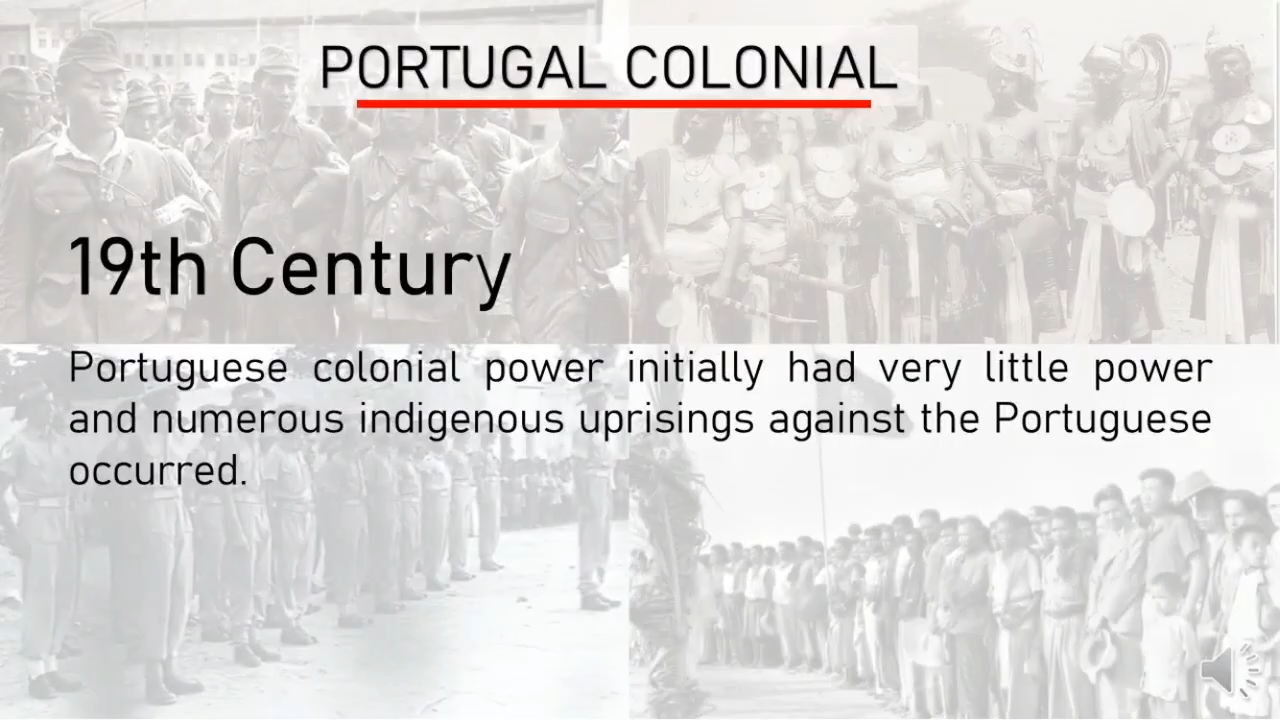 PORTUGAL COLONIAL
19th Century
Portuguese colonial power initially had very little power
and numerous indigenous uprisings against the Portuguese
occurred.